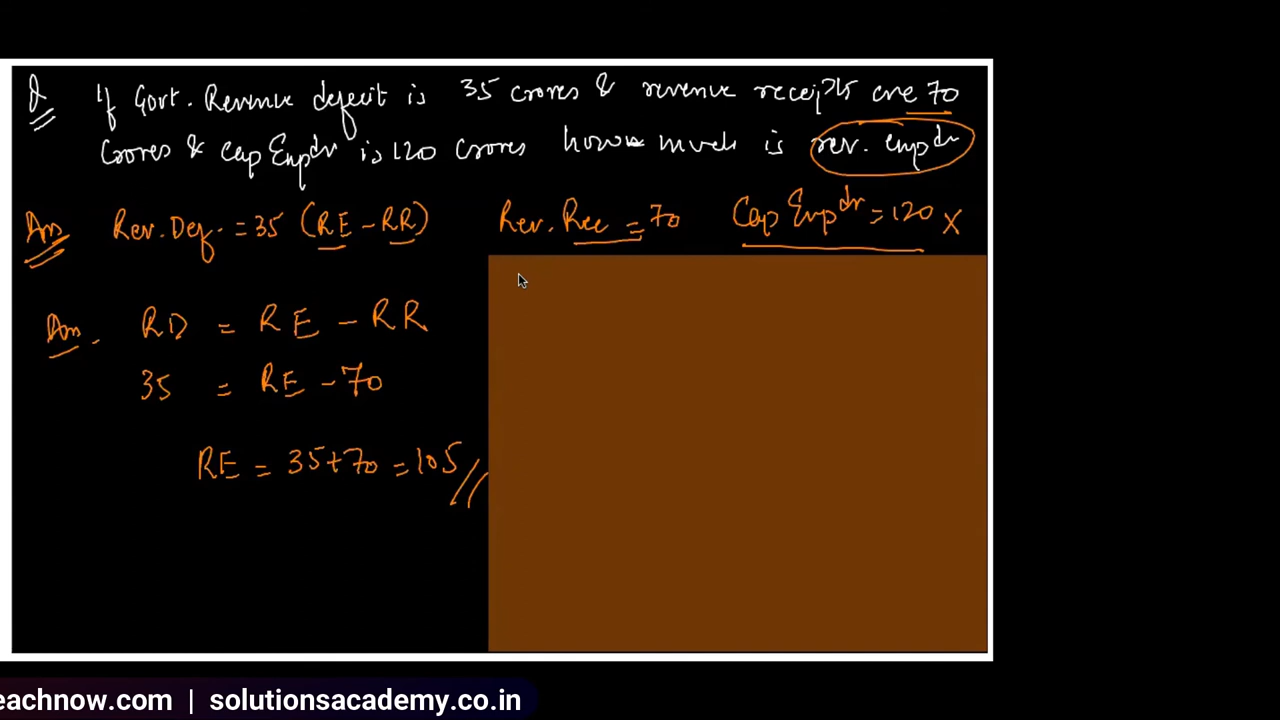 Q If Govt. Revenue deficit is 35 crores & revenue receipts are 70
Crores & Cap Expdr is 120 Crores how much is rev. expdr
Ans Rev. Def. = 35 (RE - RR) Rev. Rec = 70 Cap Expdr = 120 X
Ans. RD = RE - RR
35 = RE - 70
RE = 35+70 = 105//
eachnow.com | solutionsacademy.co.in